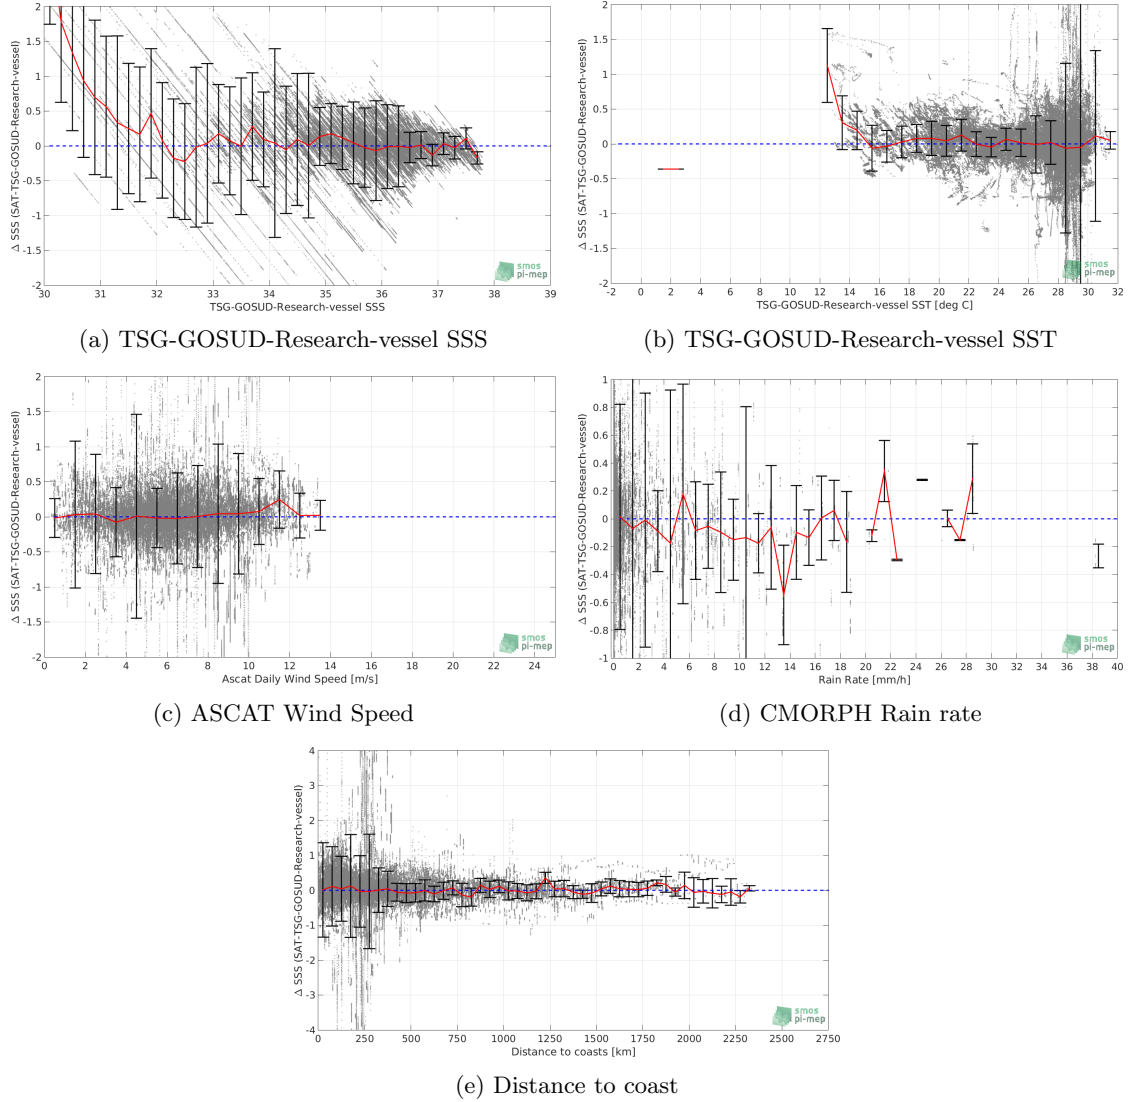 2
1.5
1
0.5
0
-0.5
-1
-1.5
-2
Δ SSS (SAT-TSG-GOSUD-Research-vessel)
30 31 32 33 34 35 36 37 38 39
TSG-GOSUD-Research-vessel SSS
smos
pi-mep
(a) TSG-GOSUD-Research-vessel SSS
2
1.5
1
0.5
0
-0.5
-1
-1.5
-2
Δ SSS (SAT-TSG-GOSUD-Research-vessel)
-2 0 2 4 6 8 10 12 14 16 18 20 22 24 26 28 30 32
TSG-GOSUD-Research-vessel SST [deg C]
smos
pi-mep
(b) TSG-GOSUD-Research-vessel SST
2
1.5
1
0.5
0
-0.5
-1
-1.5
-2
Δ SSS (SAT-TSG-GOSUD-Research-vessel)
0 2 4 6 8 10 12 14 16 18 20 22 24
Ascat Daily Wind Speed [m/s]
smos
pi-mep
(c) ASCAT Wind Speed
1
0.8
0.6
0.4
0.2
0
-0.2
-0.4
-0.6
-0.8
-1
Δ SSS (SAT-TSG-GOSUD-Research-vessel)
0 2 4 6 8 10 12 14 16 18 20 22 24 26 28 30 32 34 36 38 40
Rain Rate [mm/h]
smos
pi-mep
(d) CMORPH Rain rate
4
3
2
1
0
-1
-2
-3
-4
Δ SSS (SAT-TSG-GOSUD-Research-vessel)
0 250 500 750 1000 1250 1500 1750 2000 2250 2500 2750
Distance to coasts [km]
smos
pi-mep
(e) Distance to coast